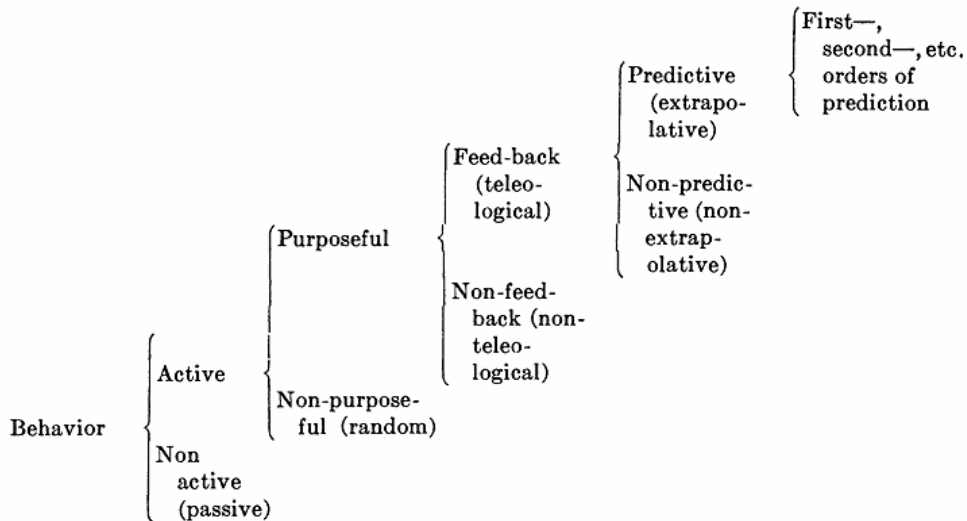 First—,
second—, etc.
orders of
prediction
Predictive
(extrapo-
lative)
Non-predic-
tive (non-
extrap-
olative)
Feed-back
(teleo-
logical)
Non-feed-
back (non-
teleo-
logical)
Purposeful
Non-purpose-
ful (random)
Active
Non
active
(passive)
Behavior